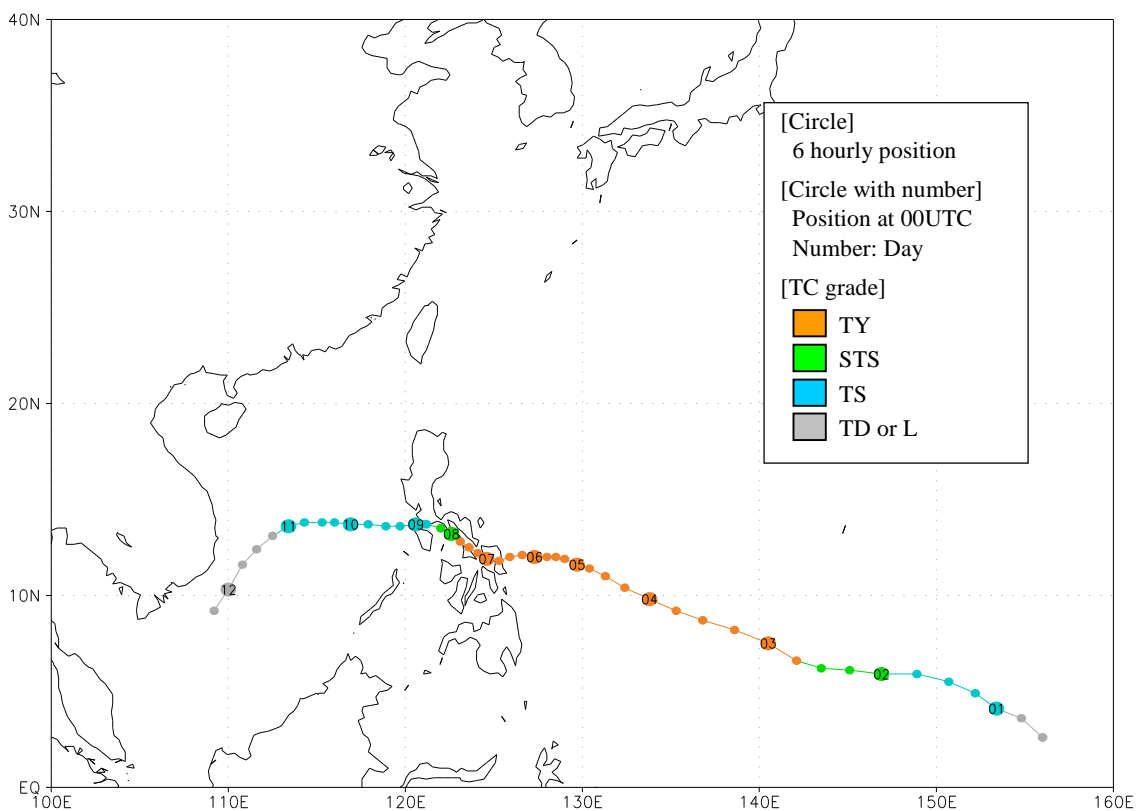 40N
[Circle]
6 hourly position
[Circle with number]
Position at 00UTC
Number: Day
[TC grade]
TY
STS
TS
TD or L
30N
20N
11
10
09
08
07
06
05
12
10N
04
03
02
01
EQ
100E 110E 120E 130E 140E 150E 160E